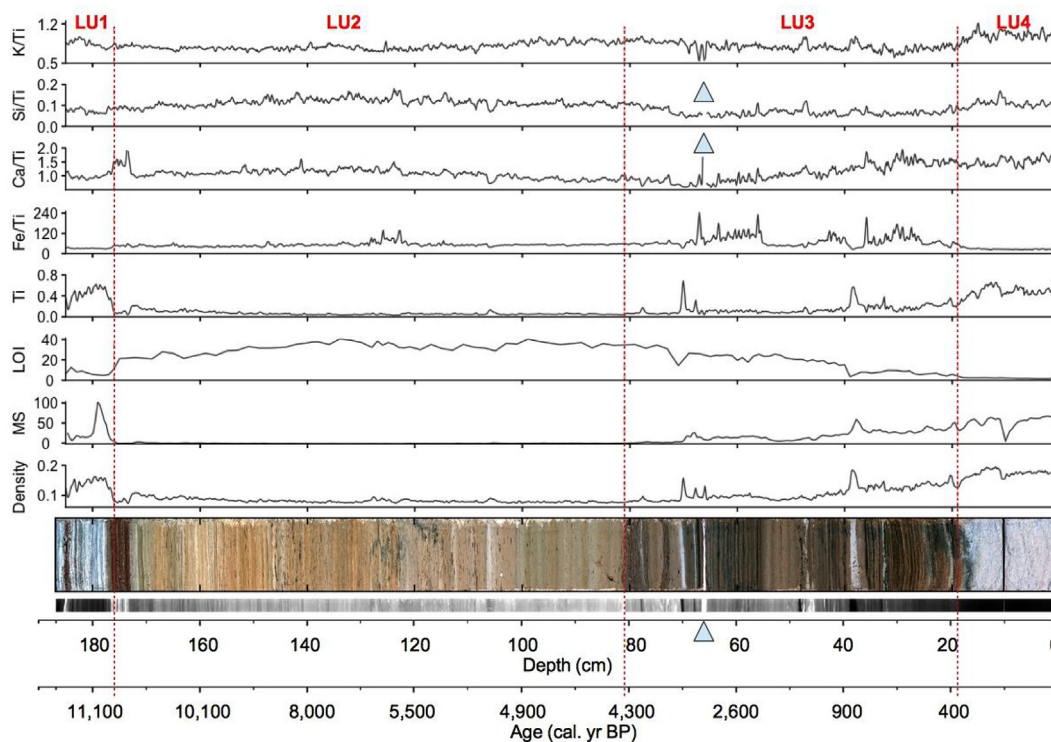 LU1 LU2 LU3 LU4
K/Ti 1.2 0.5
Si/Ti 0.2 0.1 0.0
Ca/Ti 2.0 1.5 1.0
Fe/Ti 240 120 0
Ti 0.8 0.4 0.0
LOI 40 20 0
MS 100 50 0
Density 0.2 0.1
180 160 140 120 100 80 60 40 20
Depth (cm)
11,100 10,100 8,000 5,500 4,900 4,300 2,600 900 400
Age (cal. yr BP)